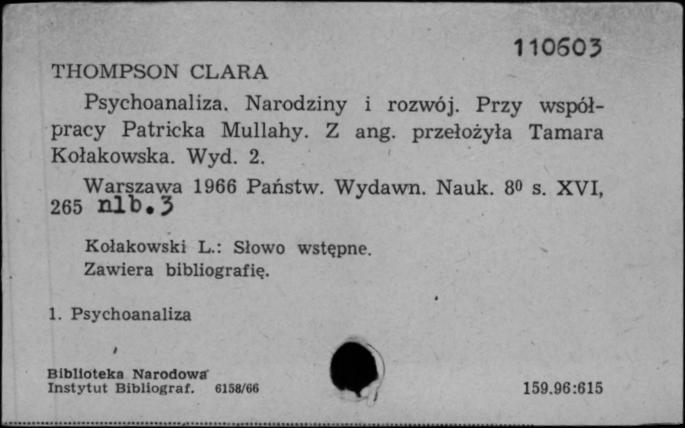 110603
THOMPSON CLARA
Psychoanaliza. Narodziny i rozwój. Przy współ-
pracy Patricka Mullahy. Z ang. przełożyła Tamara
Kołakowska. Wyd. 2.
Warszawa 1966 Państw. Wydawn. Nauk. 8⁰ s. XVI,
265 nlb.3
Kołakowski L.: Słowo wstępne.
Zawiera bibliografię.
1. Psychoanaliza
Biblioteka Narodowa
Instytut Bibliograf. 6158/66
159.96:615